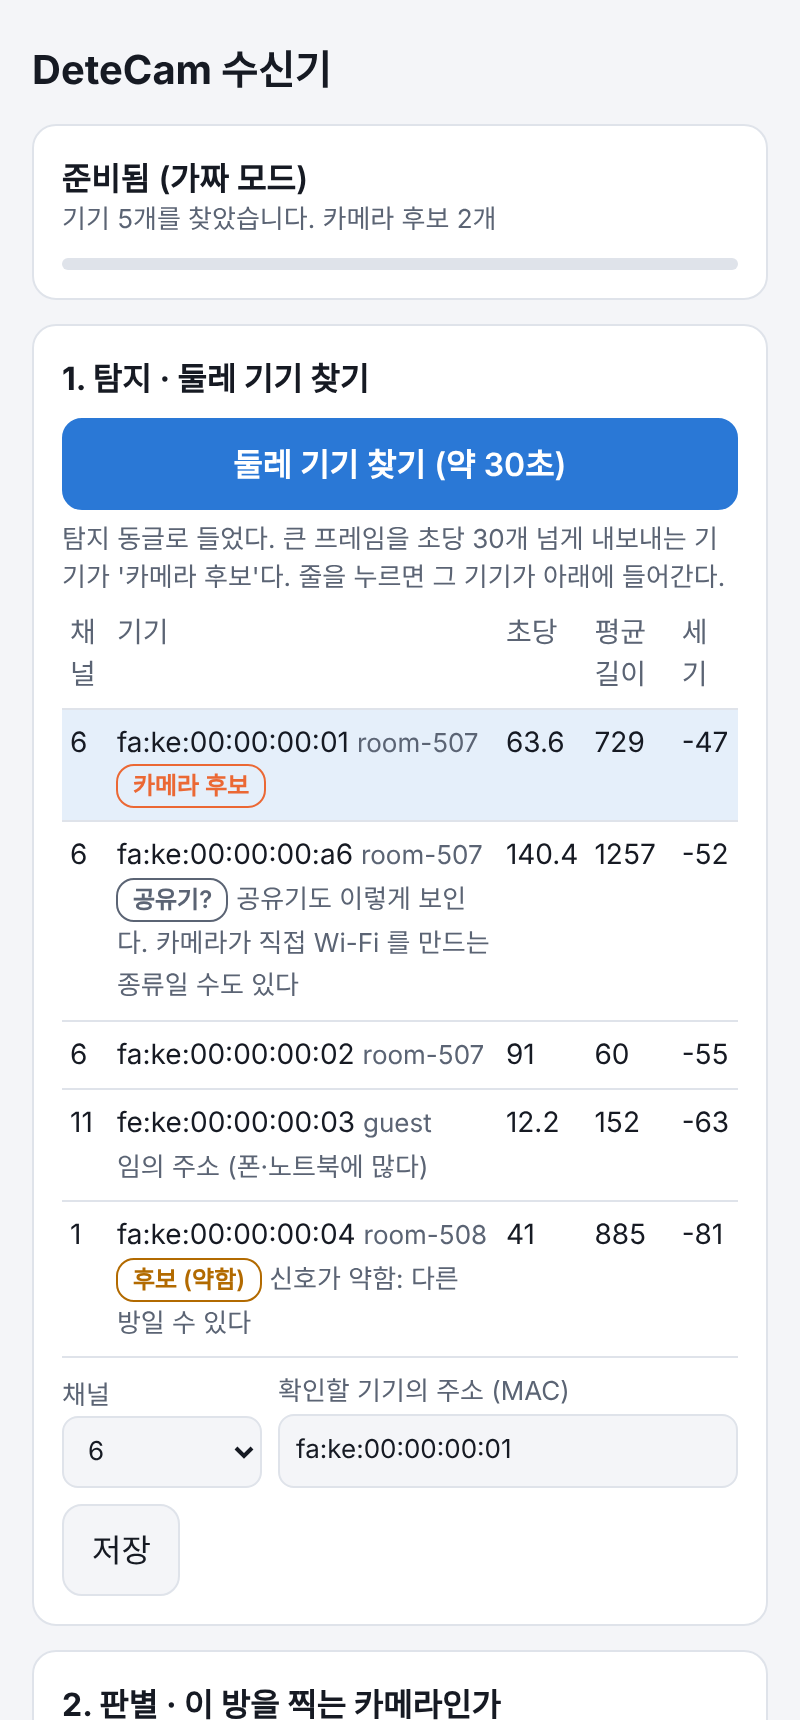 DeteCam 수신기
준비됨 (가짜 모드)
기기 5개를 찾았습니다. 카메라 후보 2개
1. 탐지 · 둘레 기기 찾기
둘레 기기 찾기 (약 30초)
탐지 동글로 들었다. 큰 프레임을 초당 30개 넘게 내보내는 기
기가 '카메라 후보'다. 줄을 누르면 그 기기가 아래에 들어간다.
채널 기기 초당 평균 길이 세기
6 fa:ke:00:00:00:01 room-507 63.6 729 -47
카메라 후보
6 fa:ke:00:00:00:a6 room-507 140.4 1257 -52
공유기? 공유기도 이렇게 보인
다. 카메라가 직접 Wi-Fi 를 만드는
종류일 수도 있다
6 fa:ke:00:00:00:02 room-507 91 60 -55
11 fe:ke:00:00:00:03 guest 12.2 152 -63
임의 주소 (폰·노트북에 많다)
1 fa:ke:00:00:00:04 room-508 41 885 -81
후보 (약함) 신호가 약함: 다른
방일 수 있다
채널 확인할 기기의 주소 (MAC)
6 fa:ke:00:00:00:01
저장
2. 판별 · 이 방을 찍는 카메라인가